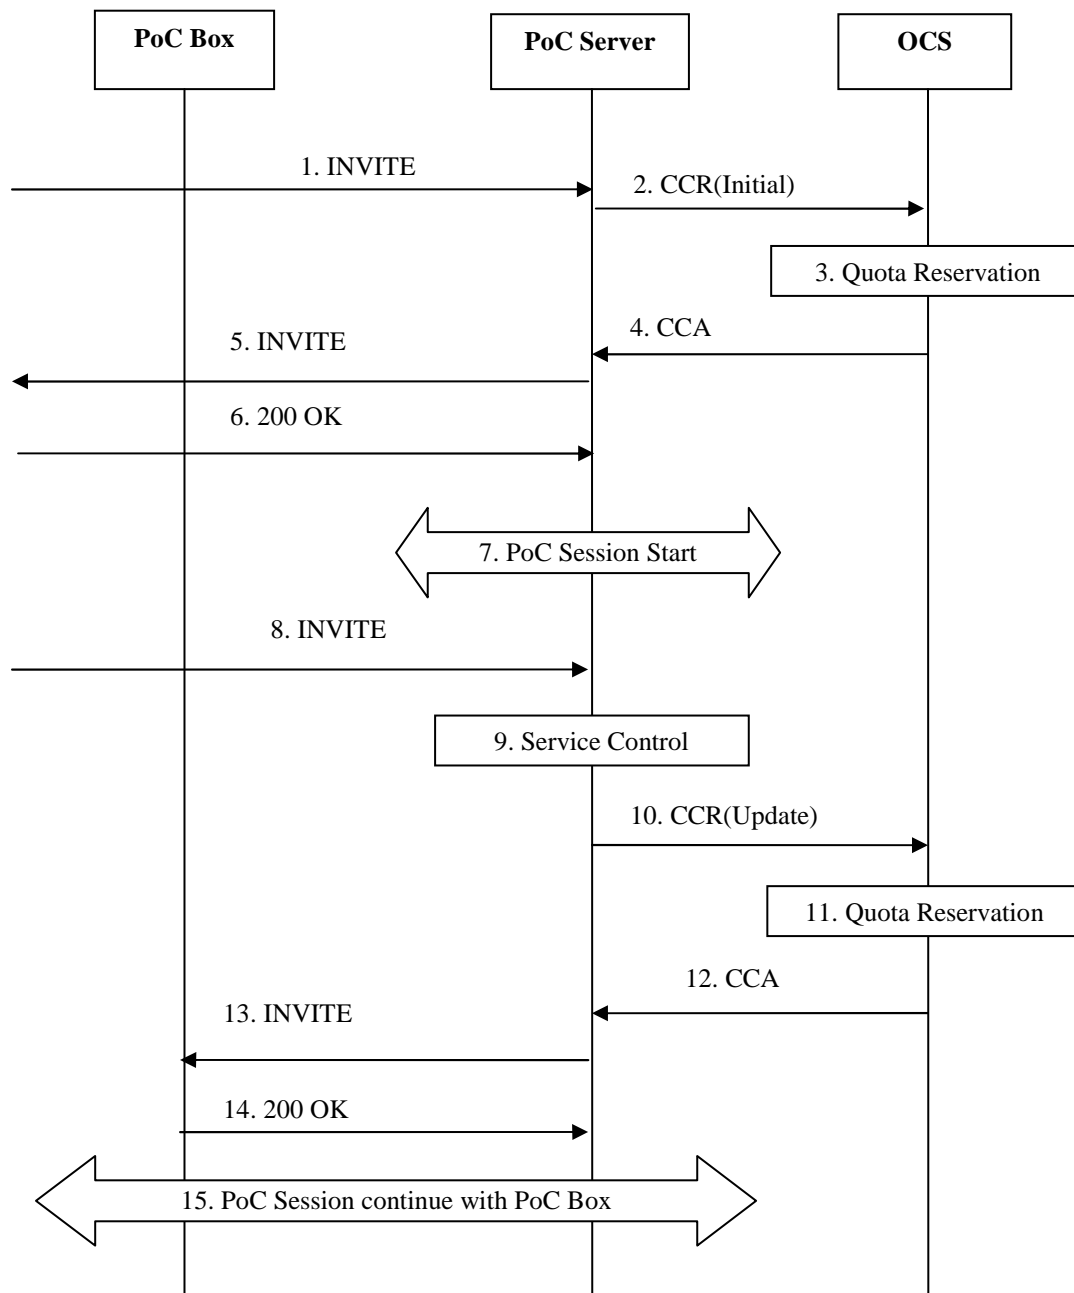 PoC Box
PoC Server
OCS
1. INVITE
2. CCR(Initial)
3. Quota Reservation
4. CCA
5. INVITE
6. 200 OK
7. PoC Session Start
8. INVITE
9. Service Control
10. CCR(Update)
11. Quota Reservation
12. CCA
13. INVITE
14. 200 OK
15. PoC Session continue with PoC Box